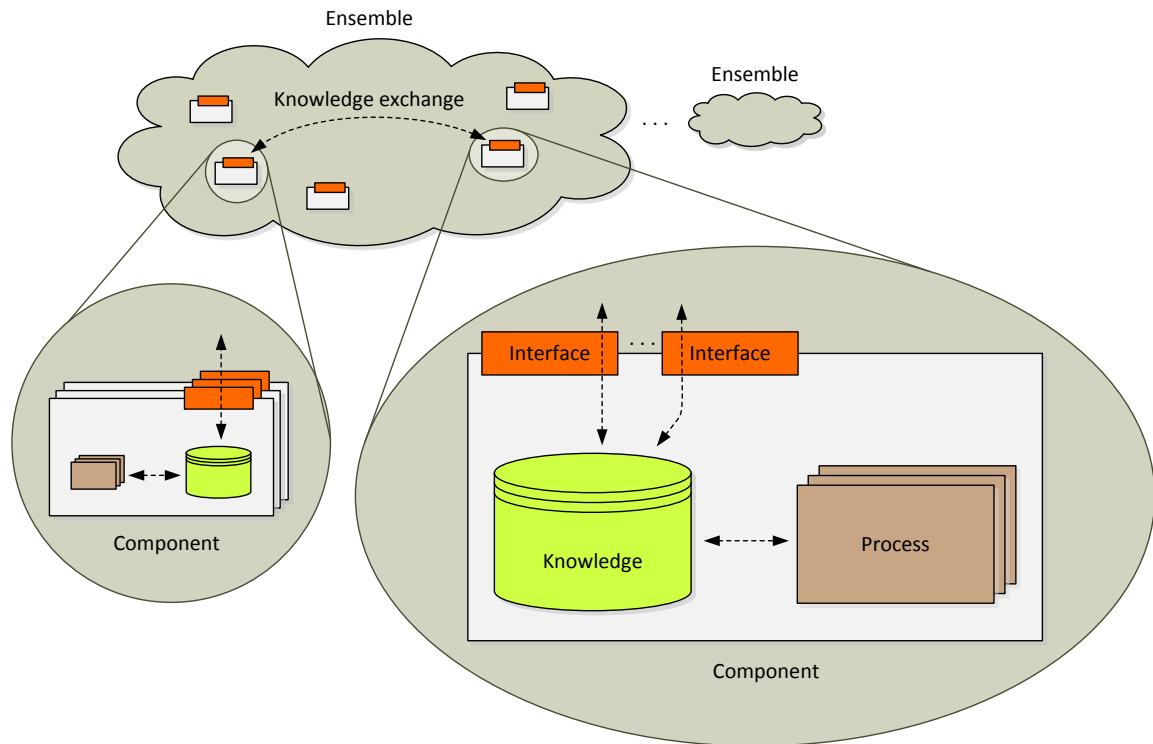 Ensemble
Ensemble
Knowledge exchange
. . .
Interface
. . .
Interface
Knowledge
Process
Component
Component